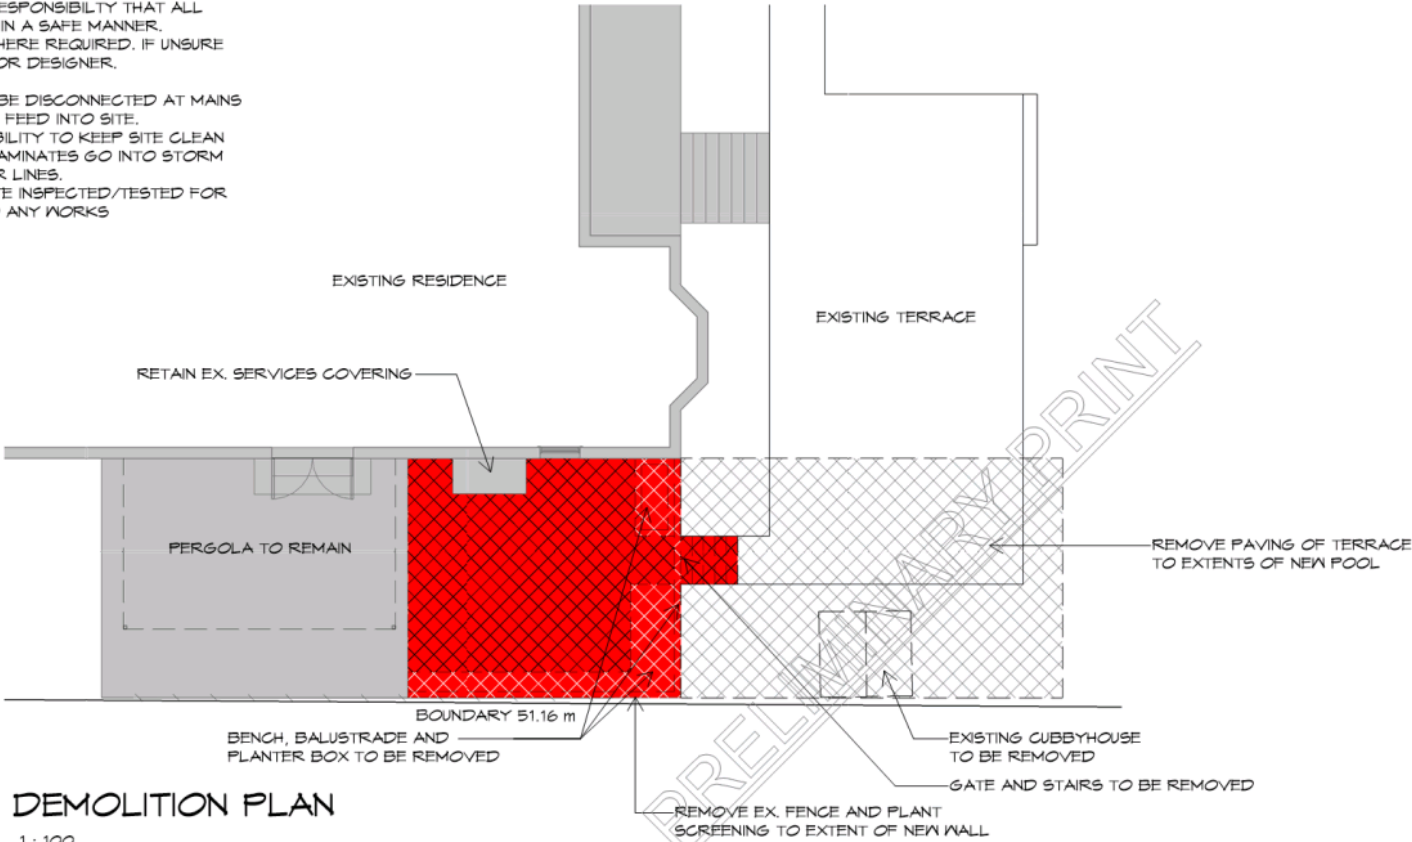 ESPONSIBILTY THAT ALL
IN A SAFE MANNER.
HERE REQUIRED. IF UNSURE
OR DESIGNER.
BE DISCONNECTED AT MAINS
FEED INTO SITE.
BILITY TO KEEP SITE CLEAN
AMINATES GO INTO STORM
R LINES.
TE INSPECTED/TESTED FOR
ANY WORKS
EXISTING RESIDENCE
EXISTING TERRACE
RETAIN EX. SERVICES COVERING
PERGOLA TO REMAIN
REMOVE PAVING OF TERRACE
TO EXTENTS OF NEW POOL
BOUNDARY 51.16 m
BENCH, BALUSTRADE AND
PLANTER BOX TO BE REMOVED
EXISTING CUBBYHOUSE
TO BE REMOVED
GATE AND STAIRS TO BE REMOVED
REMOVE EX. FENCE AND PLANT
SCREENING TO EXTENT OF NEW WALL
PRELIMINARY PRINT
DEMOLITION PLAN
1 : 100